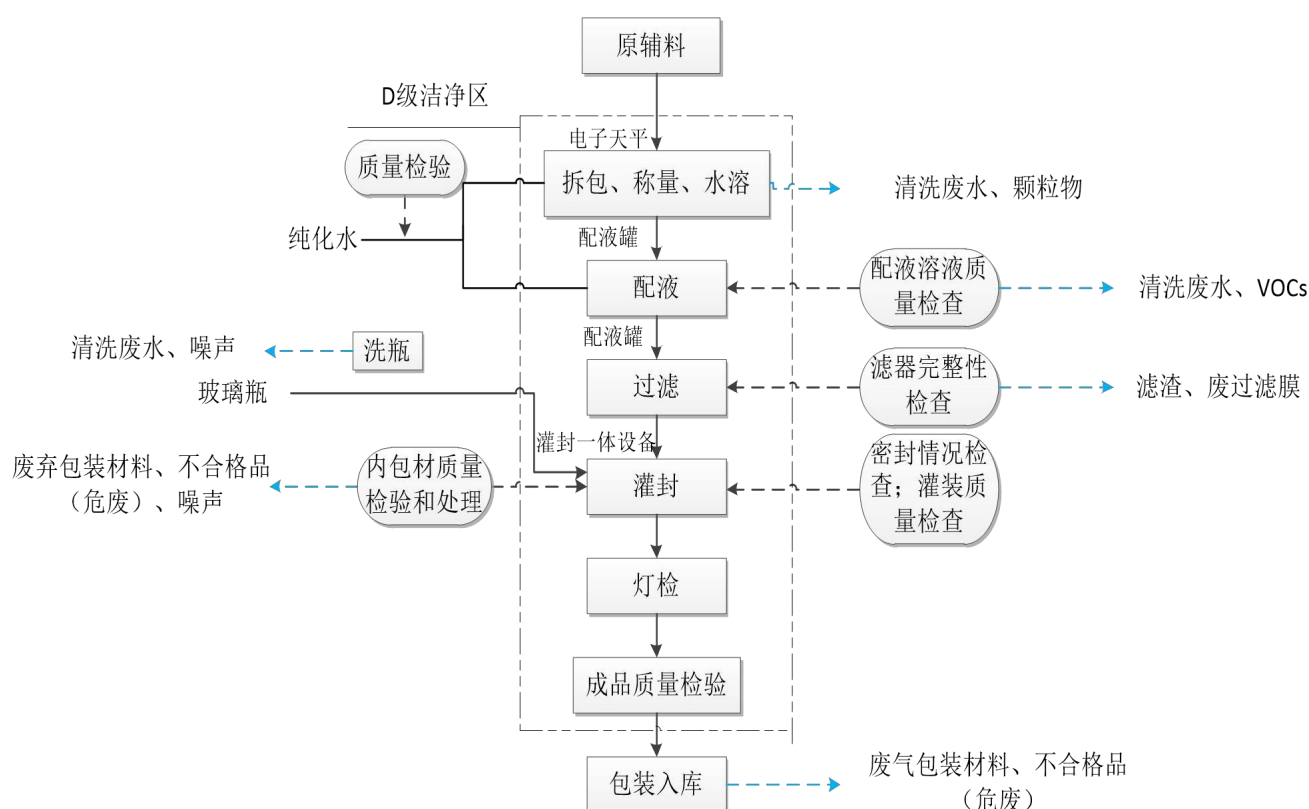 原辅料
D级洁净区
电子天平
质量检验
拆包、称量、水溶
清洗废水、颗粒物
纯化水
配液罐
配液
配液溶液质
量检查
清洗废水、VOCs
配液罐
清洗废水、噪声
洗瓶
过滤
滤器完整性
检查
滤渣、废过滤膜
玻璃瓶
灌封一体设备
废弃包装材料、不合格品
（危废）、噪声
内包材质量
检验和处理
灌封
密封情况检
查；灌装质
量检查
灯检
成品质量检验
包装入库
废气包装材料、不合格品
（危废）